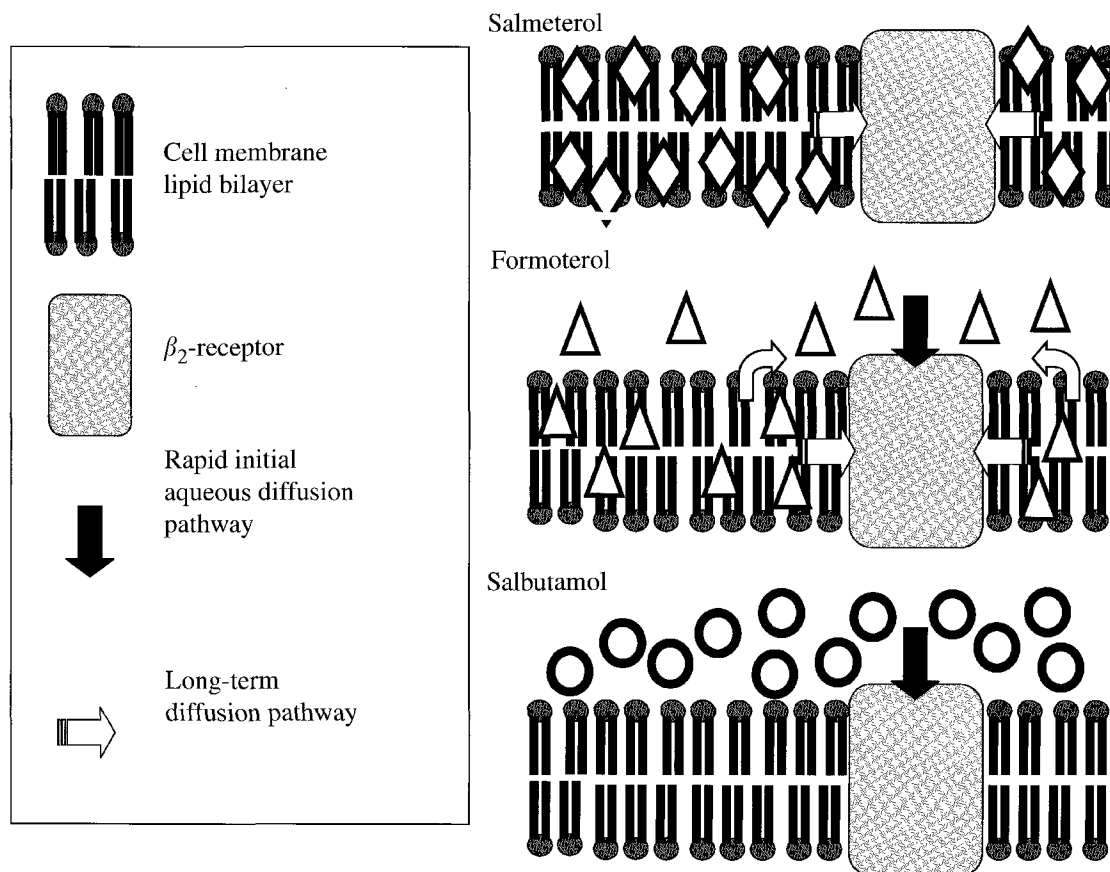 Cell membrane
lipid bilayer
β₂-receptor
Rapid initial
aqueous diffusion
pathway
Long-term
diffusion pathway
Salmeterol
Formoterol
Salbutamol